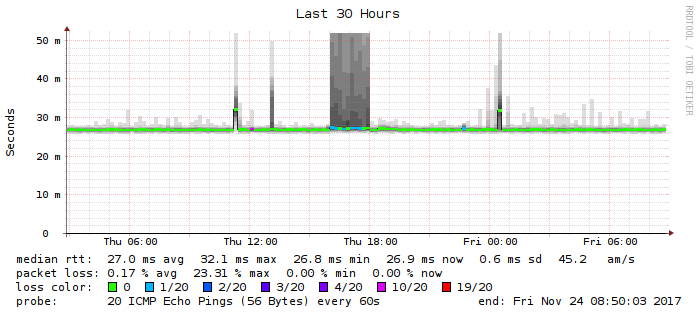 Last 30 Hours
RRDTOOL / TOBI OETIKER
Seconds
50 m
40 m
30 m
20 m
10 m
0
Thu 06:00 Thu 12:00 Thu 18:00 Fri 00:00 Fri 06:00
median rtt: 27.0 ms avg 32.1 ms max 26.8 ms min 26.9 ms now 0.6 ms sd 45.2 am/s
packet loss: 0.17 % avg 23.31 % max 0.00 % min 0.00 % now
loss color: 0 1/20 2/20 3/20 4/20 10/20 19/20
probe: 20 ICMP Echo Pings (56 Bytes) every 60s end: Fri Nov 24 08:50:03 2017